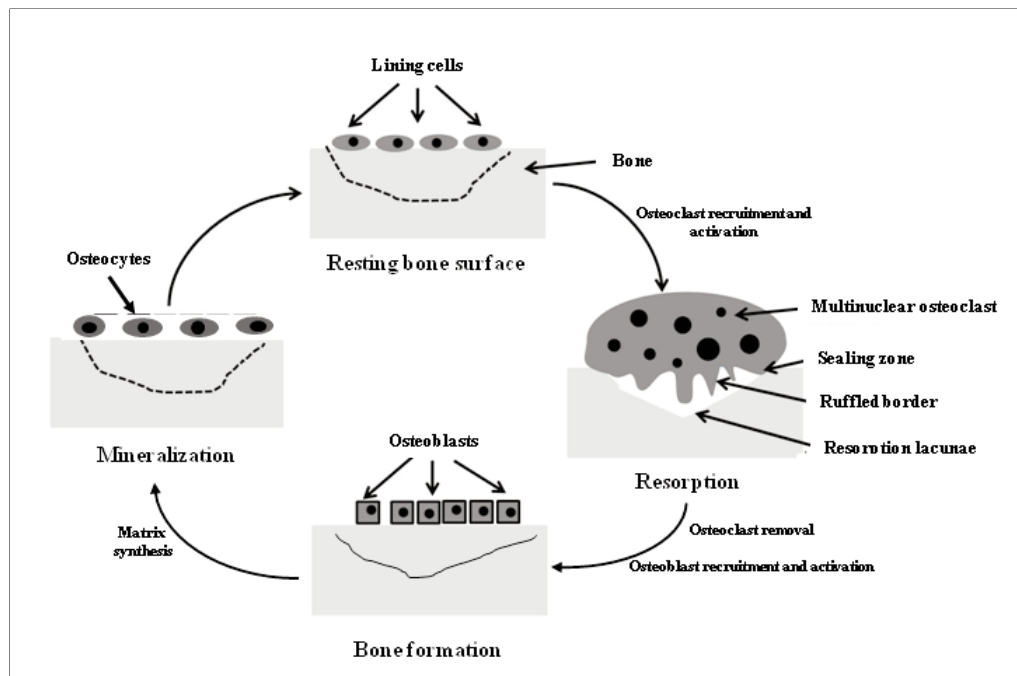 Lining cells
Bone
Osteoclast recruitment and
activation
Resting bone surface
Osteocytes
Multinuclear osteoclast
Sealing zone
Ruffled border
Resorption lacunae
Mineralization
Osteoblasts
Resorption
Matrix
synthesis
Osteoclast removal
Osteoblast recruitment and activation
Bone formation